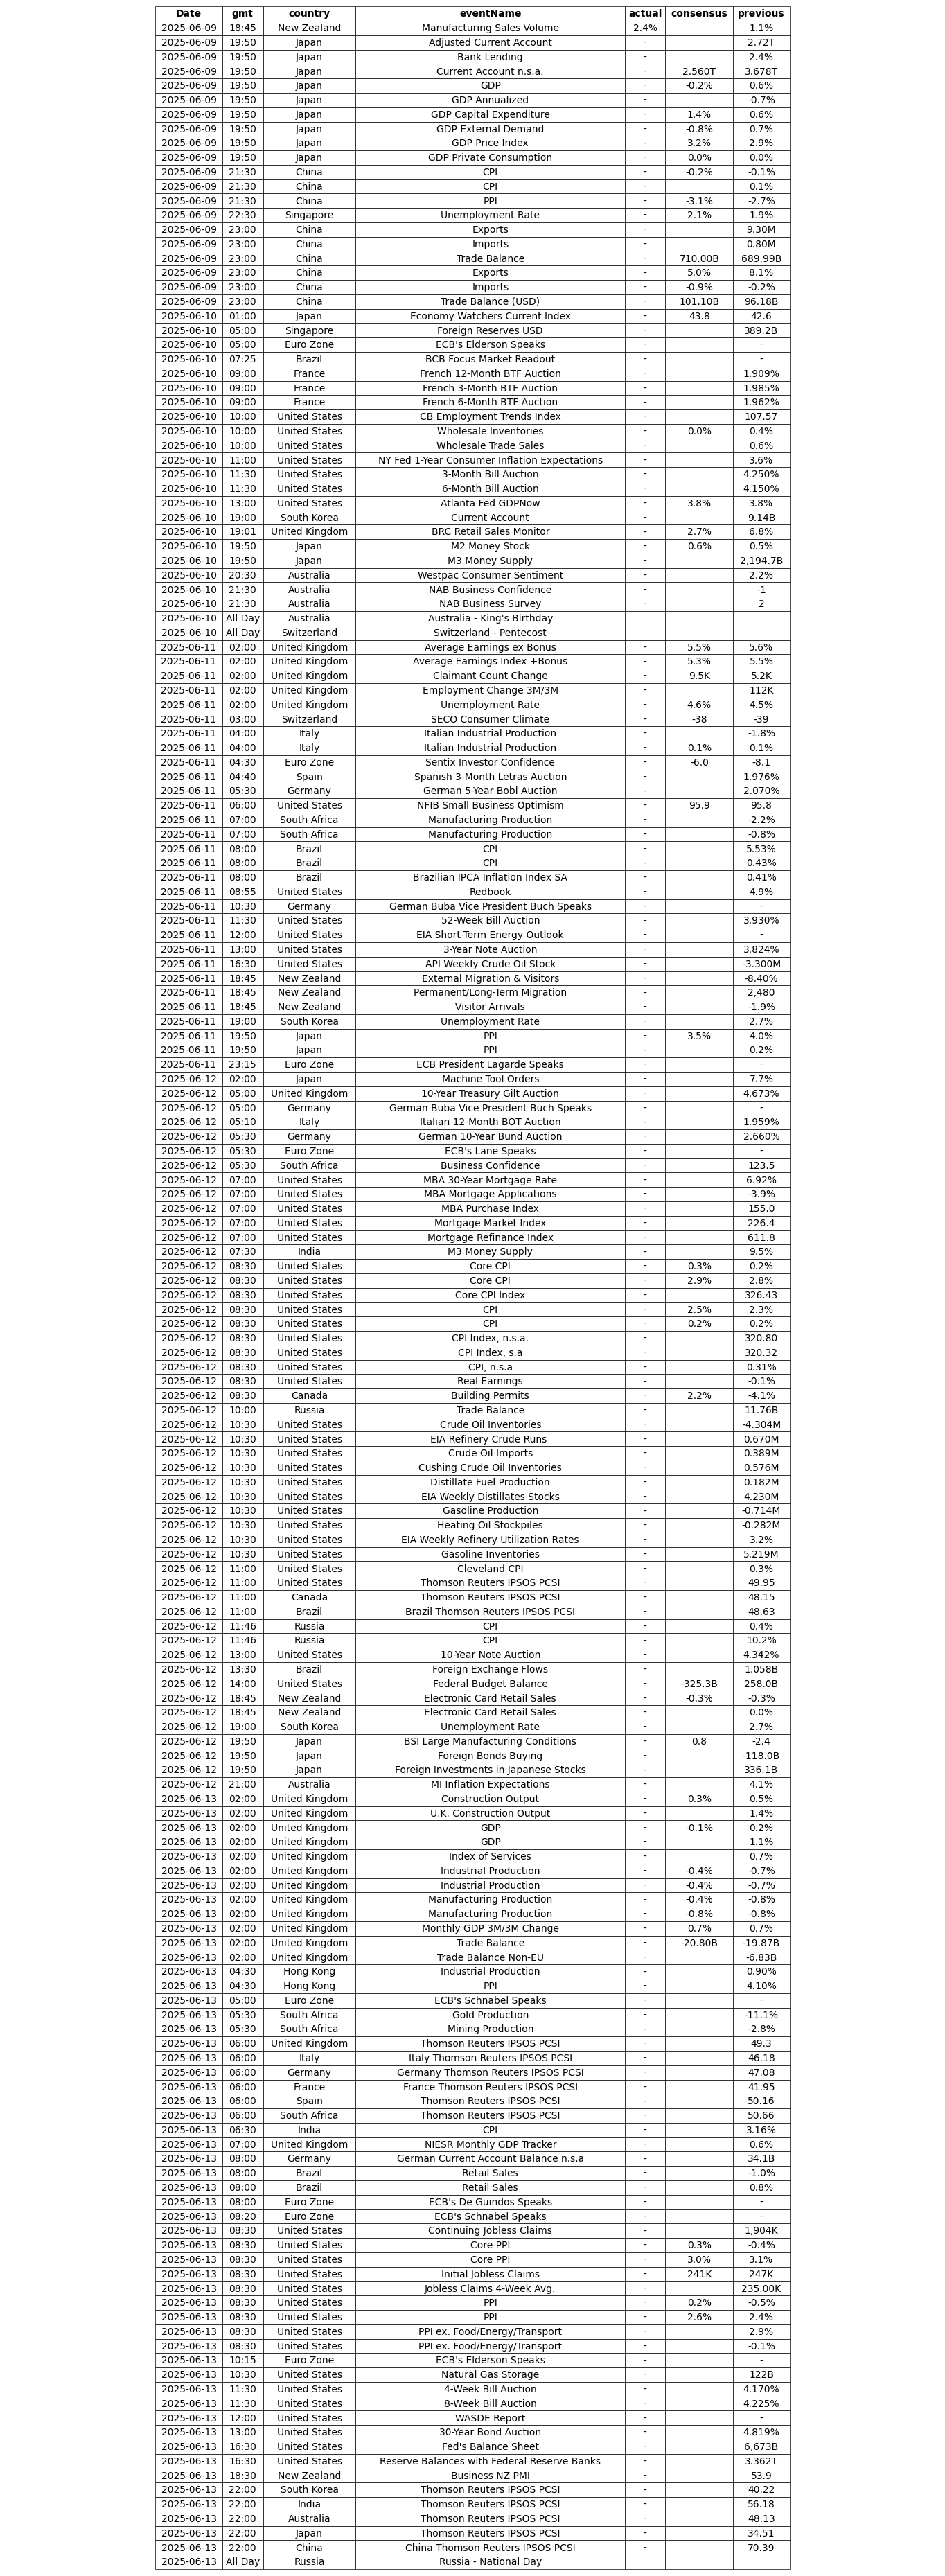 Date gmt country eventName actual consensus previous
2025-06-09 18:45 New Zealand Manufacturing Sales Volume 2.4% 1.1%
2025-06-09 19:50 Japan Adjusted Current Account - 2.72T
2025-06-09 19:50 Japan Bank Lending - 2.4%
2025-06-09 19:50 Japan Current Account n.s.a. - 2.560T 3.678T
2025-06-09 19:50 Japan GDP - -0.2% 0.6%
2025-06-09 19:50 Japan GDP Annualized - -0.7%
2025-06-09 19:50 Japan GDP Capital Expenditure - 1.4% 0.6%
2025-06-09 19:50 Japan GDP External Demand - -0.8% 0.7%
2025-06-09 19:50 Japan GDP Price Index - 3.2% 2.9%
2025-06-09 19:50 Japan GDP Private Consumption - 0.0% 0.0%
2025-06-09 21:30 China CPI - -0.2% -0.1%
2025-06-09 21:30 China CPI - 0.1%
2025-06-09 21:30 China PPI - -3.1% -2.7%
2025-06-09 22:30 Singapore Unemployment Rate - 2.1% 1.9%
2025-06-09 23:00 China Exports - 9.30M
2025-06-09 23:00 China Imports - 0.80M
2025-06-09 23:00 China Trade Balance - 710.00B 689.99B
2025-06-09 23:00 China Exports - 5.0% 8.1%
2025-06-09 23:00 China Imports - -0.9% -0.2%
2025-06-09 23:00 China Trade Balance (USD) - 101.10B 96.18B
2025-06-10 01:00 Japan Economy Watchers Current Index - 43.8 42.6
2025-06-10 05:00 Singapore Foreign Reserves USD - 389.2B
2025-06-10 05:00 Euro Zone ECB's Elderson Speaks - -
2025-06-10 07:25 Brazil BCB Focus Market Readout - -
2025-06-10 09:00 France French 12-Month BTF Auction - 1.909%
2025-06-10 09:00 France French 3-Month BTF Auction - 1.985%
2025-06-10 09:00 France French 6-Month BTF Auction - 1.962%
2025-06-10 10:00 United States CB Employment Trends Index - 107.57
2025-06-10 10:00 United States Wholesale Inventories - 0.0% 0.4%
2025-06-10 10:00 United States Wholesale Trade Sales - 0.6%
2025-06-10 11:00 United States NY Fed 1-Year Consumer Inflation Expectations - 3.6%
2025-06-10 11:30 United States 3-Month Bill Auction - 4.250%
2025-06-10 11:30 United States 6-Month Bill Auction - 4.150%
2025-06-10 13:00 United States Atlanta Fed GDPNow - 3.8% 3.8%
2025-06-10 19:00 South Korea Current Account - 9.14B
2025-06-10 19:01 United Kingdom BRC Retail Sales Monitor - 2.7% 6.8%
2025-06-10 19:50 Japan M2 Money Stock - 0.6% 0.5%
2025-06-10 19:50 Japan M3 Money Supply - 2,194.7B
2025-06-10 20:30 Australia Westpac Consumer Sentiment - 2.2%
2025-06-10 21:30 Australia NAB Business Confidence - -1
2025-06-10 21:30 Australia NAB Business Survey - 2
2025-06-10 All Day Australia Australia - King's Birthday
2025-06-10 All Day Switzerland Switzerland - Pentecost
2025-06-11 02:00 United Kingdom Average Earnings ex Bonus - 5.5% 5.6%
2025-06-11 02:00 United Kingdom Average Earnings Index +Bonus - 5.3% 5.5%
2025-06-11 02:00 United Kingdom Claimant Count Change - 9.5K 5.2K
2025-06-11 02:00 United Kingdom Employment Change 3M/3M - 112K
2025-06-11 02:00 United Kingdom Unemployment Rate - 4.6% 4.5%
2025-06-11 03:00 Switzerland SECO Consumer Climate - -38 -39
2025-06-11 04:00 Italy Italian Industrial Production - -1.8%
2025-06-11 04:00 Italy Italian Industrial Production - 0.1% 0.1%
2025-06-11 04:30 Euro Zone Sentix Investor Confidence - -6.0 -8.1
2025-06-11 04:40 Spain Spanish 3-Month Letras Auction - 1.976%
2025-06-11 05:30 Germany German 5-Year Bobl Auction - 2.070%
2025-06-11 06:00 United States NFIB Small Business Optimism - 95.9 95.8
2025-06-11 07:00 South Africa Manufacturing Production - -2.2%
2025-06-11 07:00 South Africa Manufacturing Production - -0.8%
2025-06-11 08:00 Brazil CPI - 5.53%
2025-06-11 08:00 Brazil CPI - 0.43%
2025-06-11 08:00 Brazil Brazilian IPCA Inflation Index SA - 0.41%
2025-06-11 08:55 United States Redbook - 4.9%
2025-06-11 10:30 Germany German Buba Vice President Buch Speaks - -
2025-06-11 11:30 United States 52-Week Bill Auction - 3.930%
2025-06-11 12:00 United States EIA Short-Term Energy Outlook - -
2025-06-11 13:00 United States 3-Year Note Auction - 3.824%
2025-06-11 16:30 United States API Weekly Crude Oil Stock - -3.300M
2025-06-11 18:45 New Zealand External Migration & Visitors - -8.40%
2025-06-11 18:45 New Zealand Permanent/Long-Term Migration - 2,480
2025-06-11 18:45 New Zealand Visitor Arrivals - -1.9%
2025-06-11 19:00 South Korea Unemployment Rate - 2.7%
2025-06-11 19:50 Japan PPI - 3.5% 4.0%
2025-06-11 19:50 Japan PPI - 0.2%
2025-06-11 23:15 Euro Zone ECB President Lagarde Speaks - -
2025-06-12 02:00 Japan Machine Tool Orders - 7.7%
2025-06-12 05:00 United Kingdom 10-Year Treasury Gilt Auction - 4.673%
2025-06-12 05:00 Germany German Buba Vice President Buch Speaks - -
2025-06-12 05:10 Italy Italian 12-Month BOT Auction - 1.959%
2025-06-12 05:30 Germany German 10-Year Bund Auction - 2.660%
2025-06-12 05:30 Euro Zone ECB's Lane Speaks - -
2025-06-12 05:30 South Africa Business Confidence - 123.5
2025-06-12 07:00 United States MBA 30-Year Mortgage Rate - 6.92%
2025-06-12 07:00 United States MBA Mortgage Applications - -3.9%
2025-06-12 07:00 United States MBA Purchase Index - 155.0
2025-06-12 07:00 United States Mortgage Market Index - 226.4
2025-06-12 07:00 United States Mortgage Refinance Index - 611.8
2025-06-12 07:30 India M3 Money Supply - 9.5%
2025-06-12 08:30 United States Core CPI - 0.3% 0.2%
2025-06-12 08:30 United States Core CPI - 2.9% 2.8%
2025-06-12 08:30 United States Core CPI Index - 326.43
2025-06-12 08:30 United States CPI - 2.5% 2.3%
2025-06-12 08:30 United States CPI - 0.2% 0.2%
2025-06-12 08:30 United States CPI Index, n.s.a. - 320.80
2025-06-12 08:30 United States CPI Index, s.a - 320.32
2025-06-12 08:30 United States CPI, n.s.a - 0.31%
2025-06-12 08:30 United States Real Earnings - -0.1%
2025-06-12 08:30 Canada Building Permits - 2.2% -4.1%
2025-06-12 10:00 Russia Trade Balance - 11.76B
2025-06-12 10:30 United States Crude Oil Inventories - -4.304M
2025-06-12 10:30 United States EIA Refinery Crude Runs - 0.670M
2025-06-12 10:30 United States Crude Oil Imports - 0.389M
2025-06-12 10:30 United States Cushing Crude Oil Inventories - 0.576M
2025-06-12 10:30 United States Distillate Fuel Production - 0.182M
2025-06-12 10:30 United States EIA Weekly Distillates Stocks - 4.230M
2025-06-12 10:30 United States Gasoline Production - -0.714M
2025-06-12 10:30 United States Heating Oil Stockpiles - -0.282M
2025-06-12 10:30 United States EIA Weekly Refinery Utilization Rates - 3.2%
2025-06-12 10:30 United States Gasoline Inventories - 5.219M
2025-06-12 11:00 United States Cleveland CPI - 0.3%
2025-06-12 11:00 United States Thomson Reuters IPSOS PCSI - 49.95
2025-06-12 11:00 Canada Thomson Reuters IPSOS PCSI - 48.15
2025-06-12 11:00 Brazil Brazil Thomson Reuters IPSOS PCSI - 48.63
2025-06-12 11:46 Russia CPI - 0.4%
2025-06-12 11:46 Russia CPI - 10.2%
2025-06-12 13:00 United States 10-Year Note Auction - 4.342%
2025-06-12 13:30 Brazil Foreign Exchange Flows - 1.058B
2025-06-12 14:00 United States Federal Budget Balance - -325.3B 258.0B
2025-06-12 18:45 New Zealand Electronic Card Retail Sales - -0.3% -0.3%
2025-06-12 18:45 New Zealand Electronic Card Retail Sales - 0.0%
2025-06-12 19:00 South Korea Unemployment Rate - 2.7%
2025-06-12 19:50 Japan BSI Large Manufacturing Conditions - 0.8 -2.4
2025-06-12 19:50 Japan Foreign Bonds Buying - -118.0B
2025-06-12 19:50 Japan Foreign Investments in Japanese Stocks - 336.1B
2025-06-12 21:00 Australia MI Inflation Expectations - 4.1%
2025-06-13 02:00 United Kingdom Construction Output - 0.3% 0.5%
2025-06-13 02:00 United Kingdom U.K. Construction Output - 1.4%
2025-06-13 02:00 United Kingdom GDP - -0.1% 0.2%
2025-06-13 02:00 United Kingdom GDP - 1.1%
2025-06-13 02:00 United Kingdom Index of Services - 0.7%
2025-06-13 02:00 United Kingdom Industrial Production - -0.4% -0.7%
2025-06-13 02:00 United Kingdom Industrial Production - -0.4% -0.7%
2025-06-13 02:00 United Kingdom Manufacturing Production - -0.4% -0.8%
2025-06-13 02:00 United Kingdom Manufacturing Production - -0.8% -0.8%
2025-06-13 02:00 United Kingdom Monthly GDP 3M/3M Change - 0.7% 0.7%
2025-06-13 02:00 United Kingdom Trade Balance - -20.80B -19.87B
2025-06-13 02:00 United Kingdom Trade Balance Non-EU - -6.83B
2025-06-13 04:30 Hong Kong Industrial Production - 0.90%
2025-06-13 04:30 Hong Kong PPI - 4.10%
2025-06-13 05:00 Euro Zone ECB's Schnabel Speaks - -
2025-06-13 05:30 South Africa Gold Production - -11.1%
2025-06-13 05:30 South Africa Mining Production - -2.8%
2025-06-13 06:00 United Kingdom Thomson Reuters IPSOS PCSI - 49.3
2025-06-13 06:00 Italy Italy Thomson Reuters IPSOS PCSI - 46.18
2025-06-13 06:00 Germany Germany Thomson Reuters IPSOS PCSI - 47.08
2025-06-13 06:00 France France Thomson Reuters IPSOS PCSI - 41.95
2025-06-13 06:00 Spain Thomson Reuters IPSOS PCSI - 50.16
2025-06-13 06:00 South Africa Thomson Reuters IPSOS PCSI - 50.66
2025-06-13 06:30 India CPI - 3.16%
2025-06-13 07:00 United Kingdom NIESR Monthly GDP Tracker - 0.6%
2025-06-13 08:00 Germany German Current Account Balance n.s.a - 34.1B
2025-06-13 08:00 Brazil Retail Sales - -1.0%
2025-06-13 08:00 Brazil Retail Sales - 0.8%
2025-06-13 08:00 Euro Zone ECB's De Guindos Speaks - -
2025-06-13 08:20 Euro Zone ECB's Schnabel Speaks - -
2025-06-13 08:30 United States Continuing Jobless Claims - 1,904K
2025-06-13 08:30 United States Core PPI - 0.3% -0.4%
2025-06-13 08:30 United States Core PPI - 3.0% 3.1%
2025-06-13 08:30 United States Initial Jobless Claims - 241K 247K
2025-06-13 08:30 United States Jobless Claims 4-Week Avg. - 235.00K
2025-06-13 08:30 United States PPI - 0.2% -0.5%
2025-06-13 08:30 United States PPI - 2.6% 2.4%
2025-06-13 08:30 United States PPI ex. Food/Energy/Transport - 2.9%
2025-06-13 08:30 United States PPI ex. Food/Energy/Transport - -0.1%
2025-06-13 10:15 Euro Zone ECB's Elderson Speaks - -
2025-06-13 10:30 United States Natural Gas Storage - 122B
2025-06-13 11:30 United States 4-Week Bill Auction - 4.170%
2025-06-13 11:30 United States 8-Week Bill Auction - 4.225%
2025-06-13 12:00 United States WASDE Report - -
2025-06-13 13:00 United States 30-Year Bond Auction - 4.819%
2025-06-13 16:30 United States Fed's Balance Sheet - 6,673B
2025-06-13 16:30 United States Reserve Balances with Federal Reserve Banks - 3.362T
2025-06-13 18:30 New Zealand Business NZ PMI - 53.9
2025-06-13 22:00 South Korea Thomson Reuters IPSOS PCSI - 40.22
2025-06-13 22:00 India Thomson Reuters IPSOS PCSI - 56.18
2025-06-13 22:00 Australia Thomson Reuters IPSOS PCSI - 48.13
2025-06-13 22:00 Japan Thomson Reuters IPSOS PCSI - 34.51
2025-06-13 22:00 China China Thomson Reuters IPSOS PCSI - 70.39
2025-06-13 All Day Russia Russia - National Day